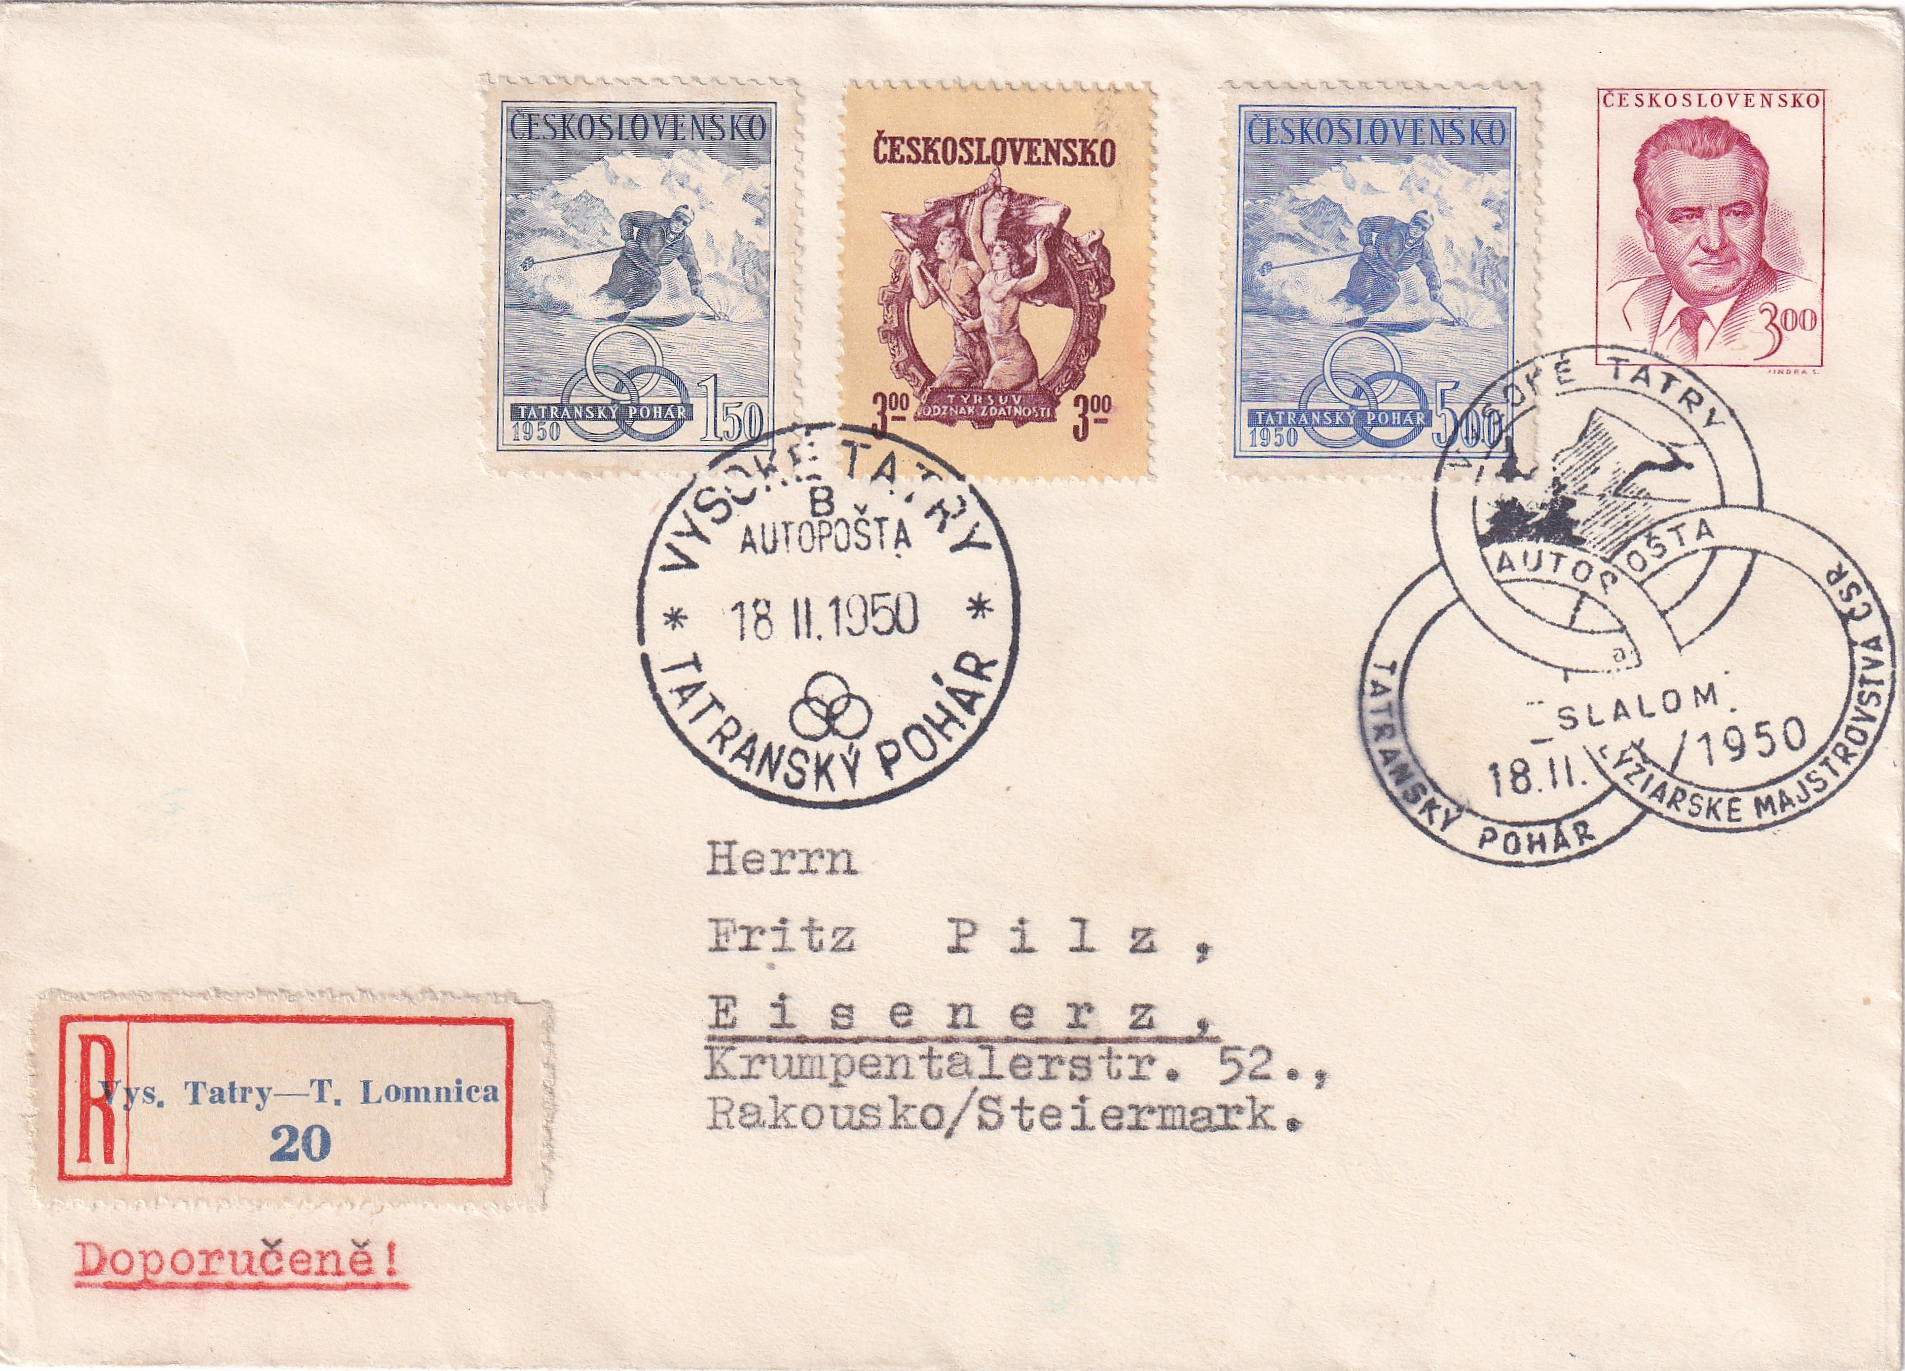 ČESKOSLOVENSKO
TATRANSKÝ POHÁR
1950
1 50
ČESKOSLOVENSKO
TYRŠŮV
ODZNAK ZDATNOSTI
3 00
3 00
ČESKOSLOVENSKO
TATRANSKÝ POHÁR
1950
5 00
ČESKOSLOVENSKO
3 00
JINDRA S.
VYSOKÉ TATRY
B
AUTOPOŠTA
* 18 II. 1950 *
TATRANSKÝ POHÁR
VYSOKÉ TATRY
AUTOPOŠTA
a
SLALOM
18.II. 1950
TATRANSKÝ POHÁR
LYŽIARSKE MAJSTROVSTVÁ ČSR
Herrn
Fritz Pilz,
Eisenerz,
Krumpentalerstr. 52.,
Rakousko/Steiermark.
R
Vys. Tatry—T. Lomnica
20
Doporučeně!